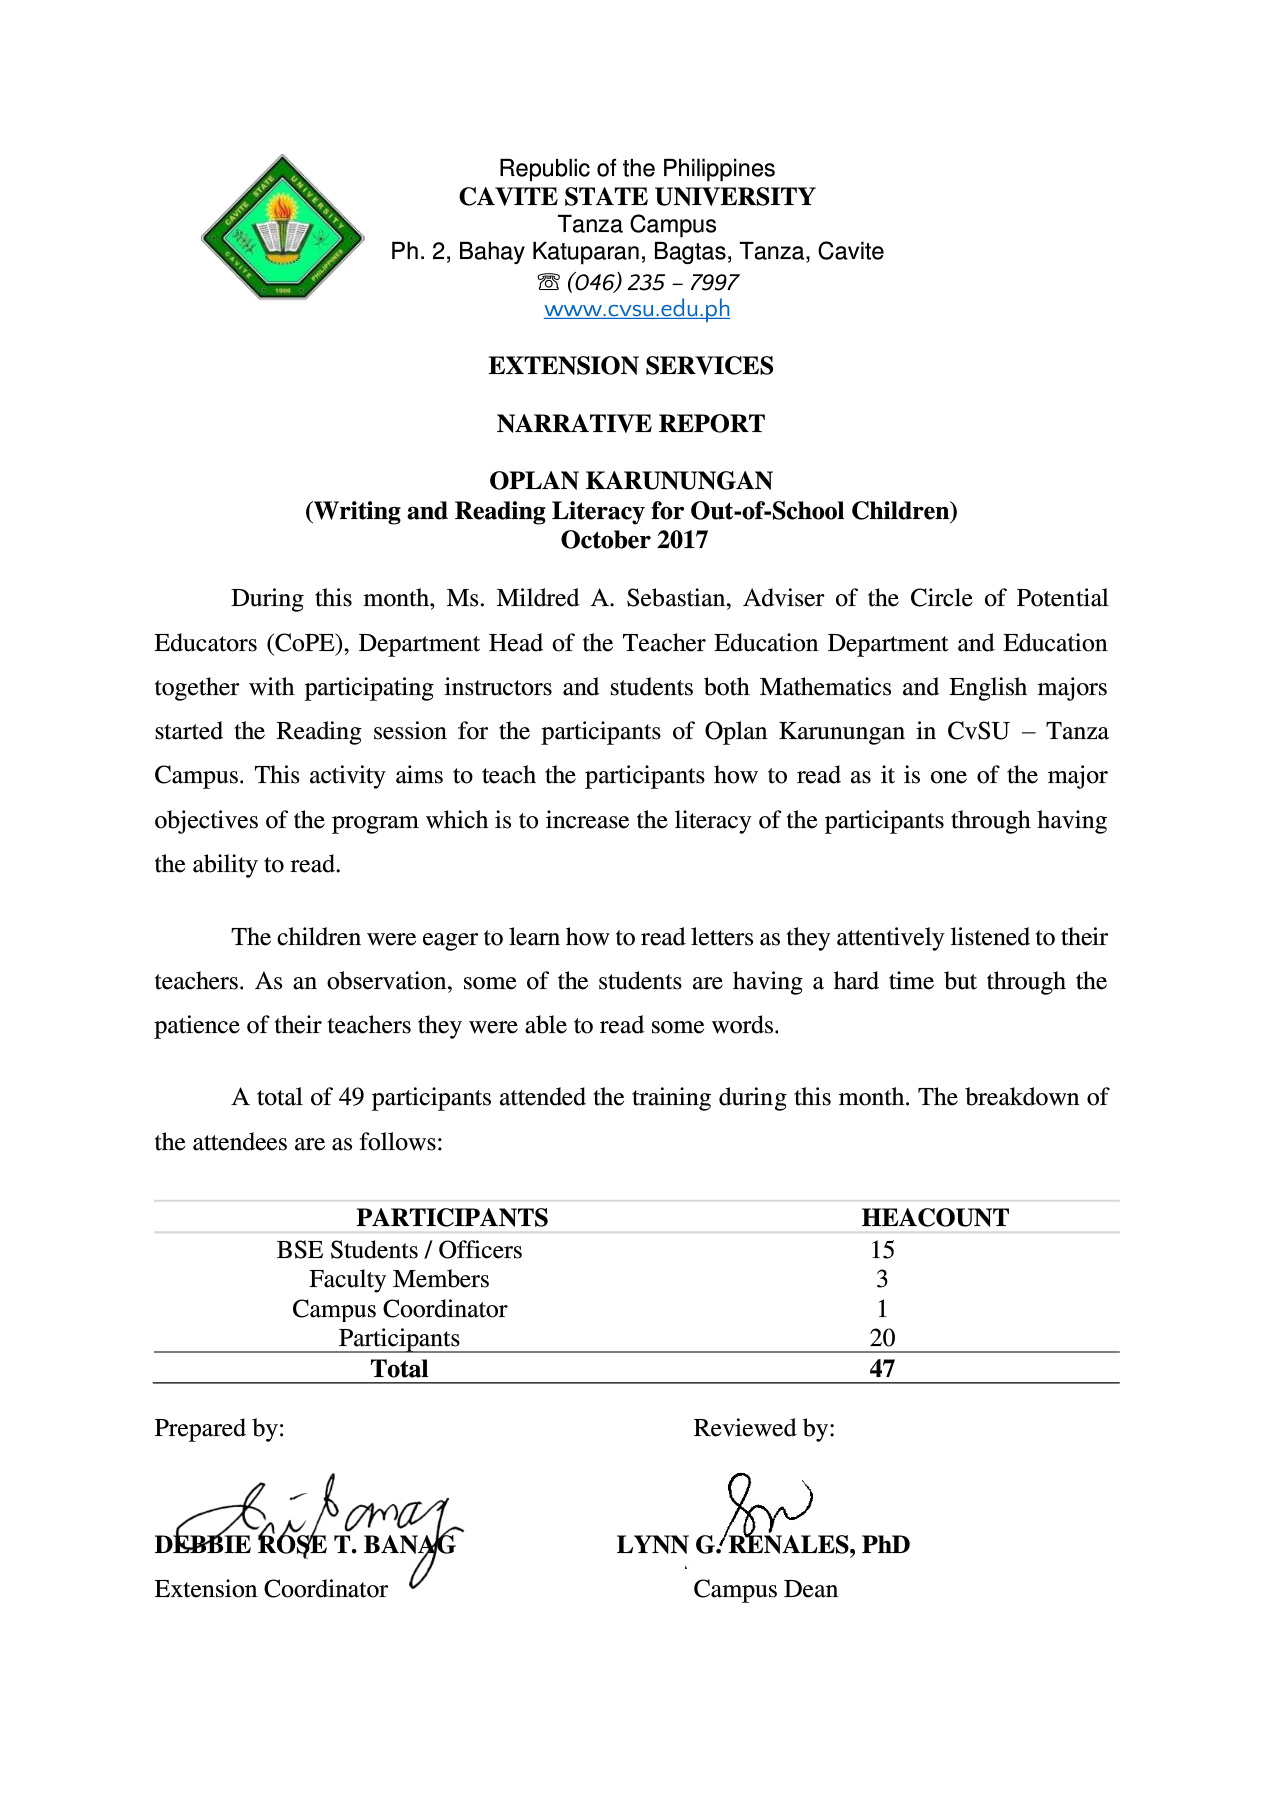 CAVITE STATE UNIVERSITY
CAVITE PHILIPPINES
1906
Republic of the Philippines
CAVITE STATE UNIVERSITY
Tanza Campus
Ph. 2, Bahay Katuparan, Bagtas, Tanza, Cavite
☏ (046) 235 – 7997
www.cvsu.edu.ph
EXTENSION SERVICES
NARRATIVE REPORT
OPLAN KARUNUNGAN
(Writing and Reading Literacy for Out-of-School Children)
October 2017
During this month, Ms. Mildred A. Sebastian, Adviser of the Circle of Potential
Educators (CoPE), Department Head of the Teacher Education Department and Education
together with participating instructors and students both Mathematics and English majors
started the Reading session for the participants of Oplan Karunungan in CvSU – Tanza
Campus. This activity aims to teach the participants how to read as it is one of the major
objectives of the program which is to increase the literacy of the participants through having
the ability to read.
The children were eager to learn how to read letters as they attentively listened to their
teachers. As an observation, some of the students are having a hard time but through the
patience of their teachers they were able to read some words.
A total of 49 participants attended the training during this month. The breakdown of
the attendees are as follows:
PARTICIPANTS HEACOUNT
BSE Students / Officers 15
Faculty Members 3
Campus Coordinator 1
Participants 20
Total 47
Prepared by: Reviewed by:
DEBBIE ROSE T. BANAG LYNN G. RENALES, PhD
Extension Coordinator Campus Dean